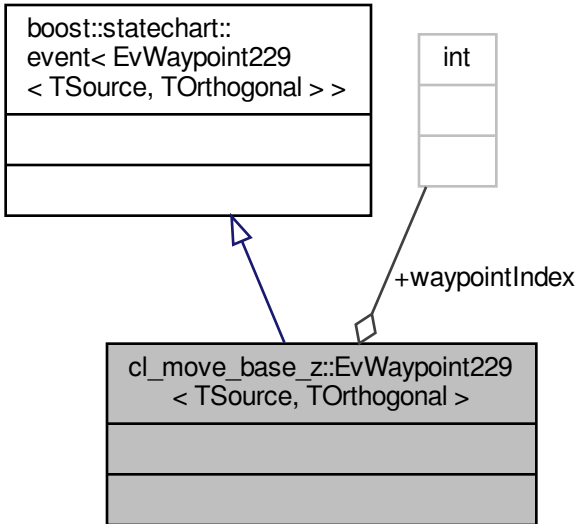 boost::statechart::
event< EvWaypoint229
< TSource, TOrthogonal > >
int
+waypointIndex
cl_move_base_z::EvWaypoint229
< TSource, TOrthogonal >